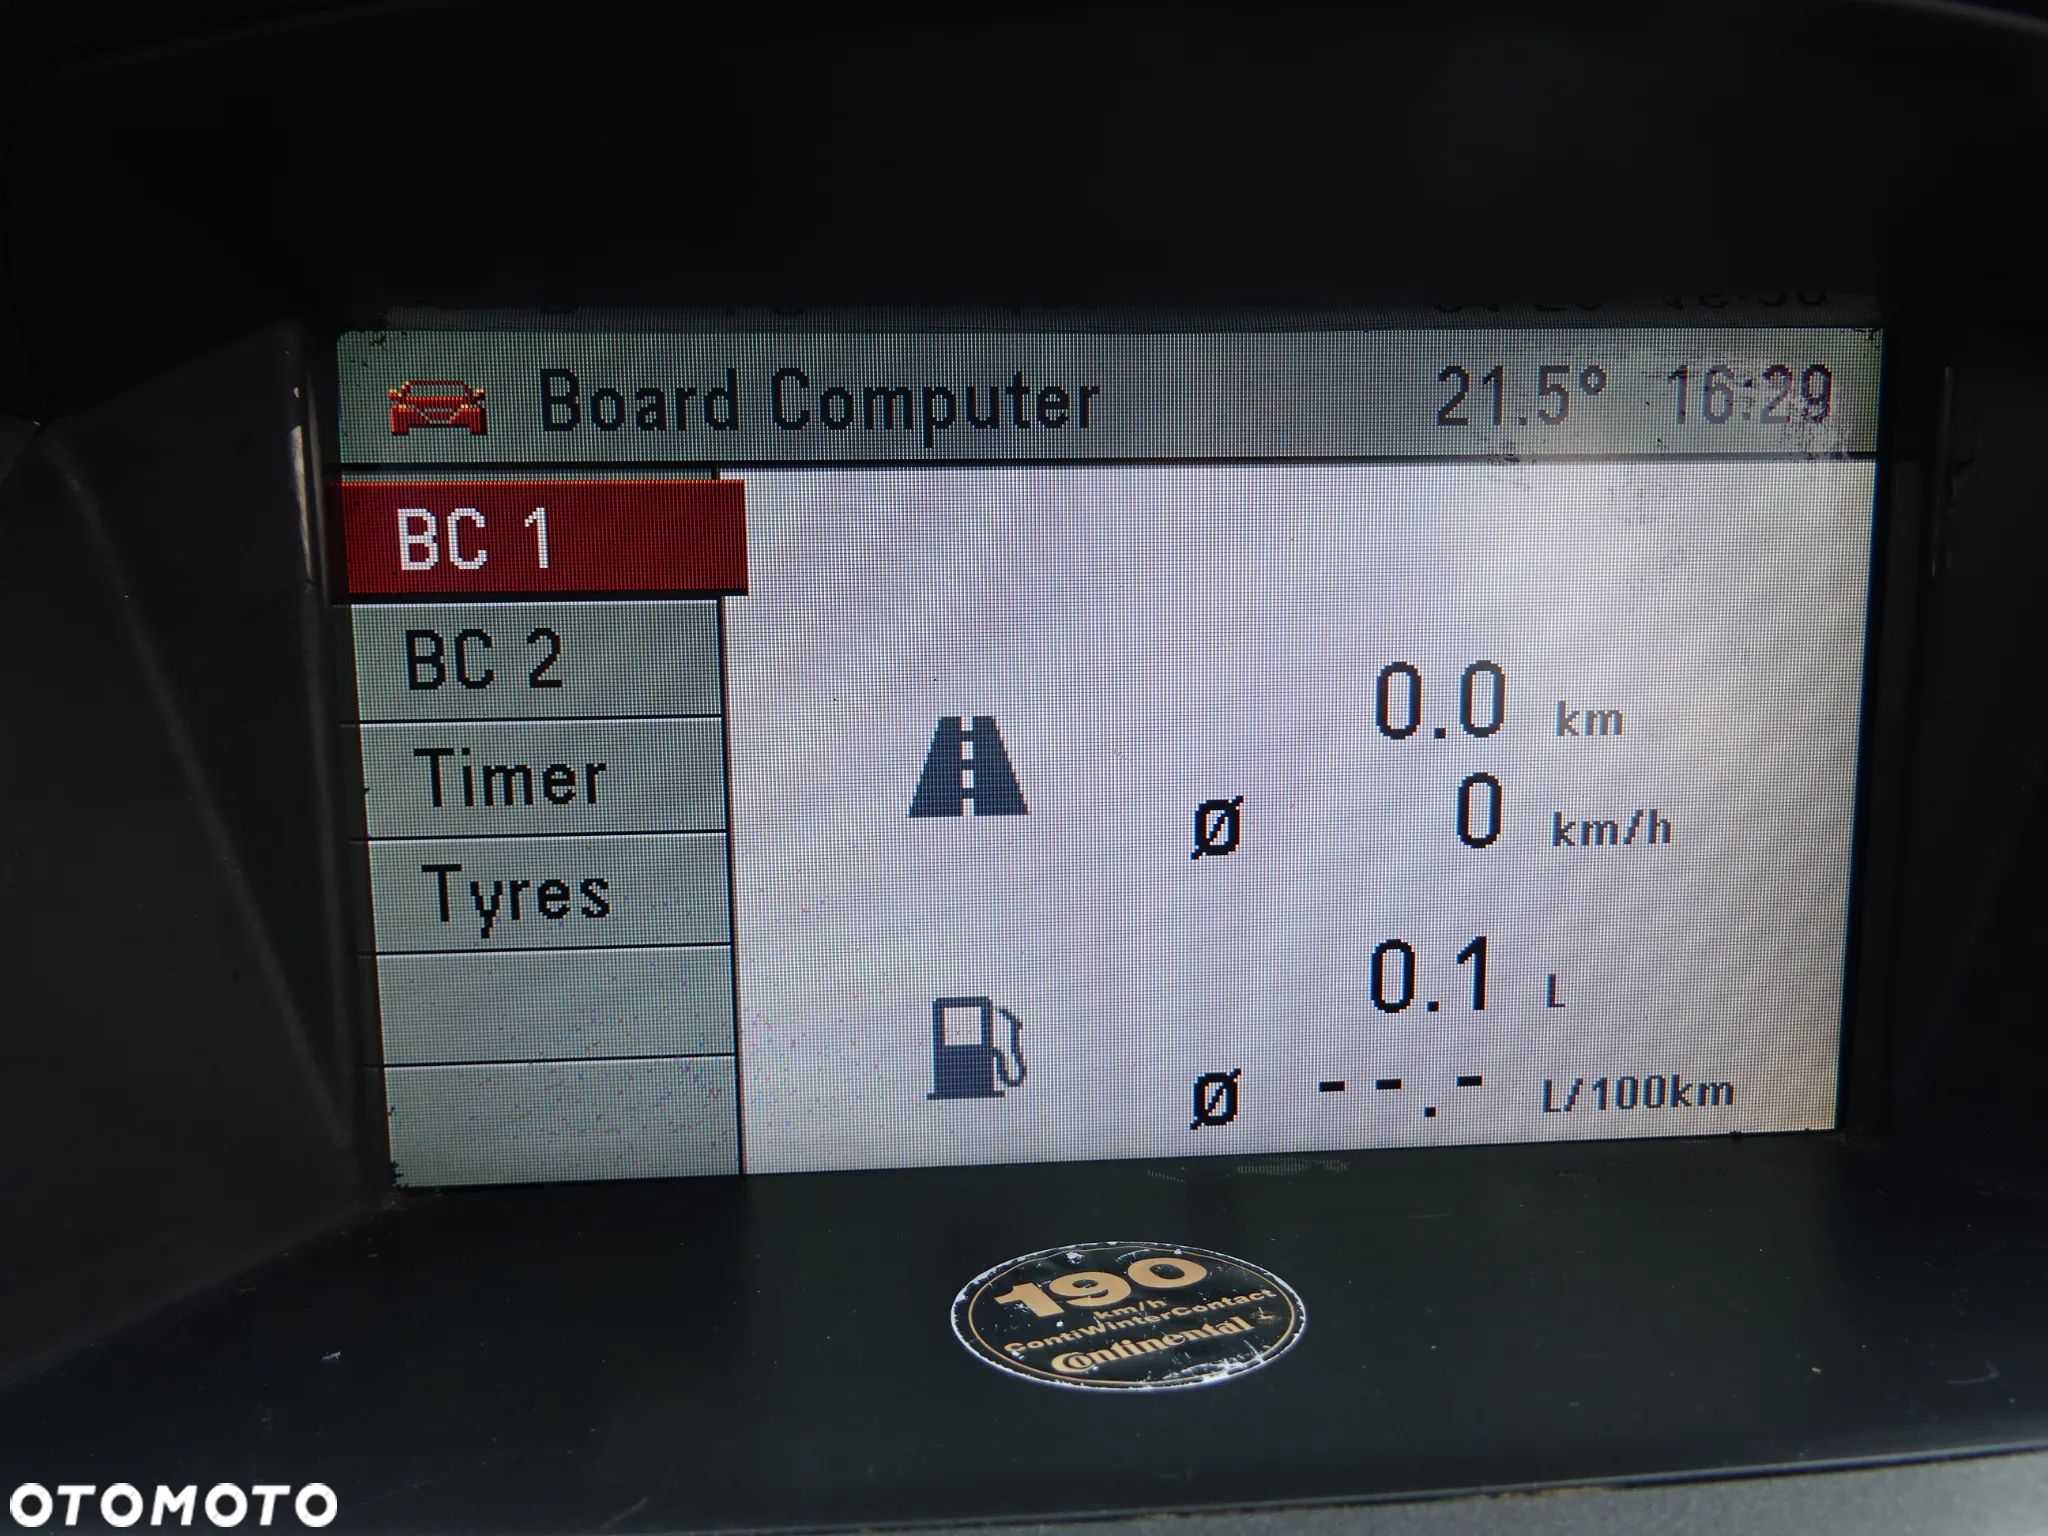 Board Computer 21.5° 16:29
BC 1
BC 2
Timer
Tyres
0.0 km
Ø 0 km/h
0.1 L
Ø --.- L/100km
190
km/h
ContiWinterContact
Continental
OTOMOTO